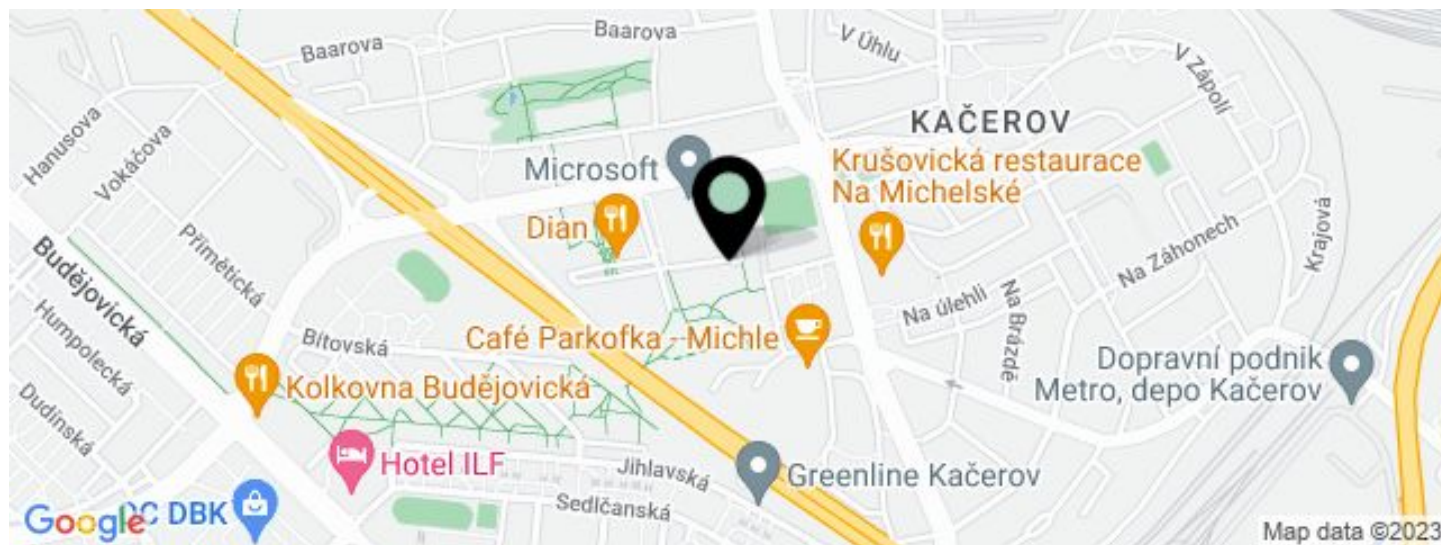 Baarova
Baarova
V Úhlu
V Zápolí
Hanusova
Vokáčova
KAČEROV
Microsoft
Krušovická restaurace
Na Michelské
Dian
Přímětická
Budějovická
Humpolecká
Dudínská
Bítovská
Krajová
Na Záhonech
Na úlehli
Na Brázdě
Café Parkofka - Michle
Kolkovna Budějovická
Dopravní podnik
Metro, depo Kačerov
Hotel ILF
Jihlavská
Greenline Kačerov
Sedlčanská
DBK
Google
Map data ©2023